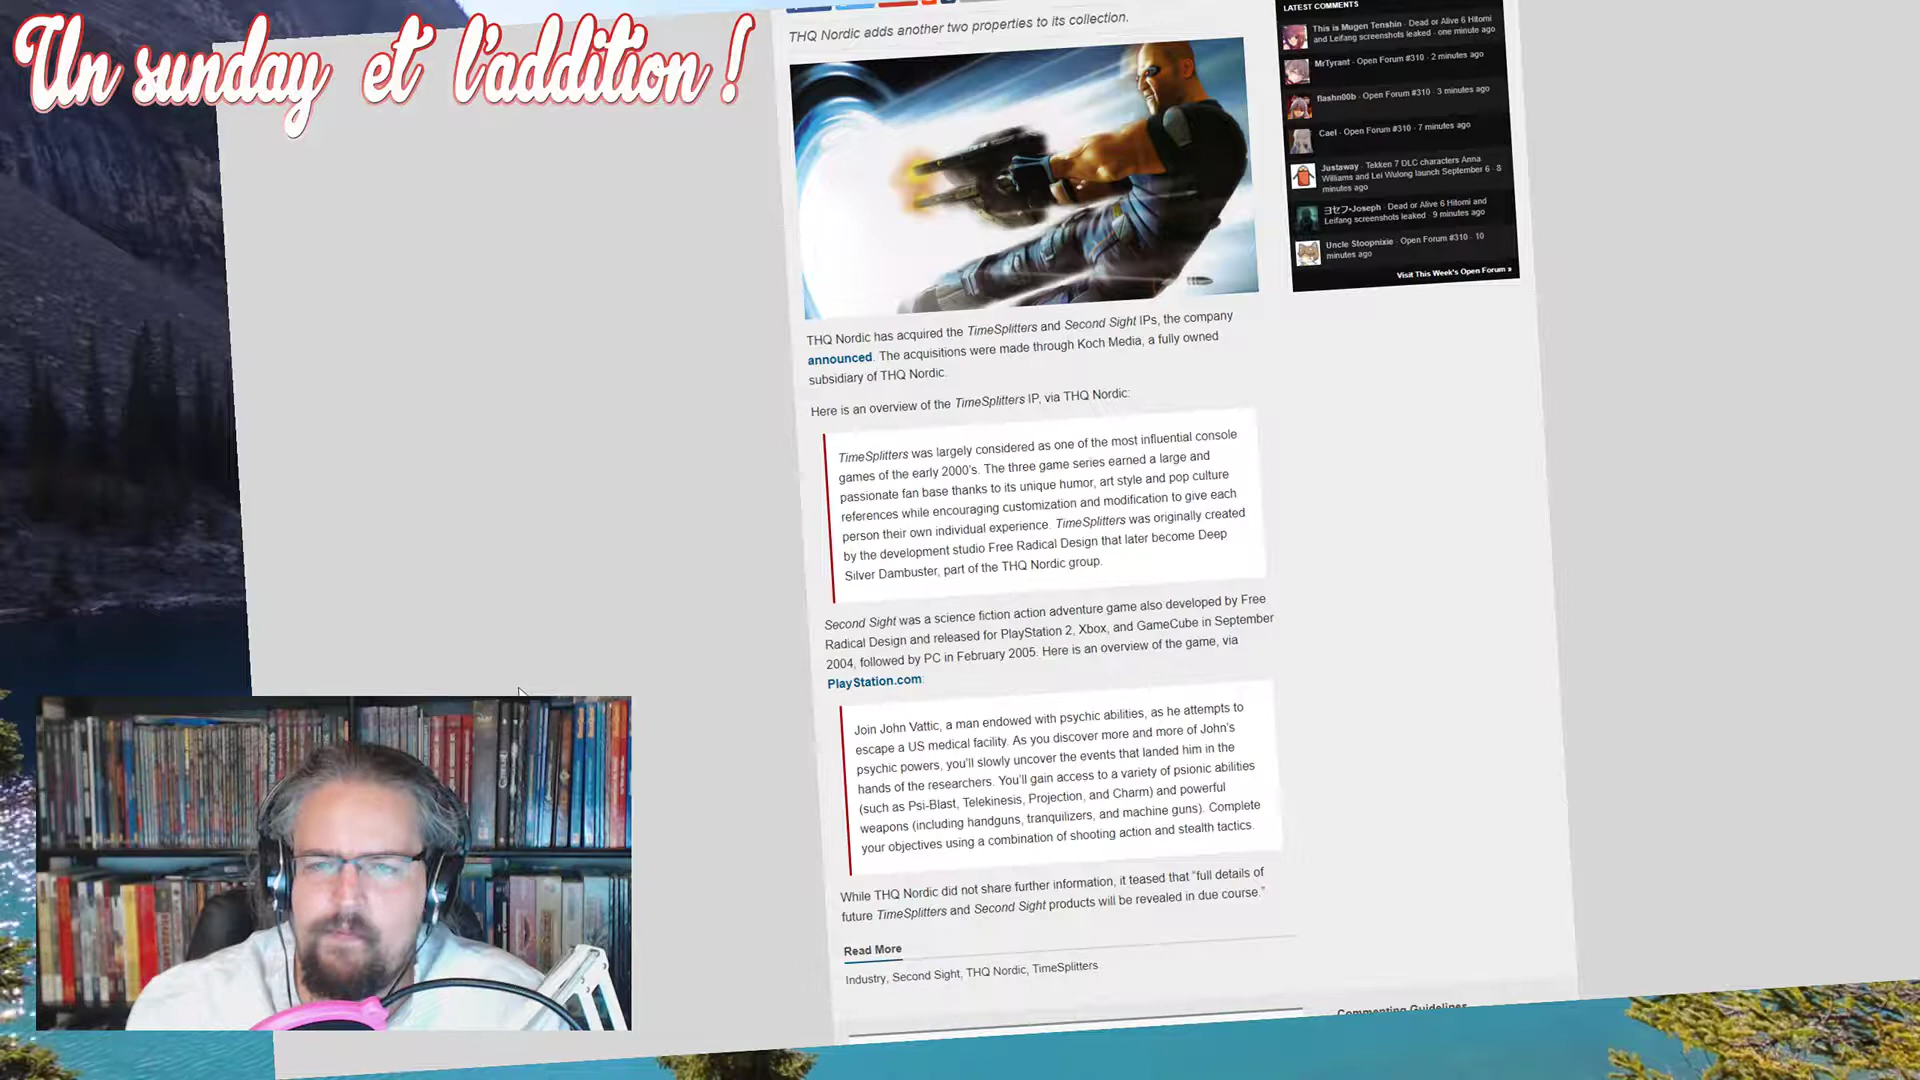 Un sunday et l'addition !
THQ Nordic adds another two properties to its collection.
THQ Nordic has acquired the TimeSplitters and Second Sight IPs, the company
announced. The acquisitions were made through Koch Media, a fully owned
subsidiary of THQ Nordic.
Here is an overview of the TimeSplitters IP, via THQ Nordic:
TimeSplitters was largely considered as one of the most influential console
games of the early 2000's. The three game series earned a large and
passionate fan base thanks to its unique humor, art style and pop culture
references while encouraging customization and modification to give each
person their own individual experience. TimeSplitters was originally created
by the development studio Free Radical Design that later become Deep
Silver Dambuster, part of the THQ Nordic group.
Second Sight was a science fiction action adventure game also developed by Free
Radical Design and released for PlayStation 2, Xbox, and GameCube in September
2004, followed by PC in February 2005. Here is an overview of the game, via
PlayStation.com:
Join John Vattic, a man endowed with psychic abilities, as he attempts to
escape a US medical facility. As you discover more and more of John's
psychic powers, you'll slowly uncover the events that landed him in the
hands of the researchers. You'll gain access to a variety of psionic abilities
(such as Psi-Blast, Telekinesis, Projection, and Charm) and powerful
weapons (including handguns, tranquilizers, and machine guns). Complete
your objectives using a combination of shooting action and stealth tactics.
While THQ Nordic did not share further information, it teased that "full details of
future TimeSplitters and Second Sight products will be revealed in due course."
Read More
Industry, Second Sight, THQ Nordic, TimeSplitters
LATEST COMMENTS
This is Mugen Tenshin · Dead or Alive 6 Hitomi
and Leifang screenshots leaked · one minute ago
MrTyrant · Open Forum #310 · 2 minutes ago
flashn00b · Open Forum #310 · 3 minutes ago
Cael · Open Forum #310 · 7 minutes ago
Justaway · Tekken 7 DLC characters Anna
Williams and Lei Wulong launch September 6 · 8
minutes ago
ヨセフ•Joseph · Dead or Alive 6 Hitomi and
Leifang screenshots leaked · 9 minutes ago
Uncle Stoopnixie · Open Forum #310 · 10
minutes ago
Visit This Week's Open Forum »
Commenting Guidelines